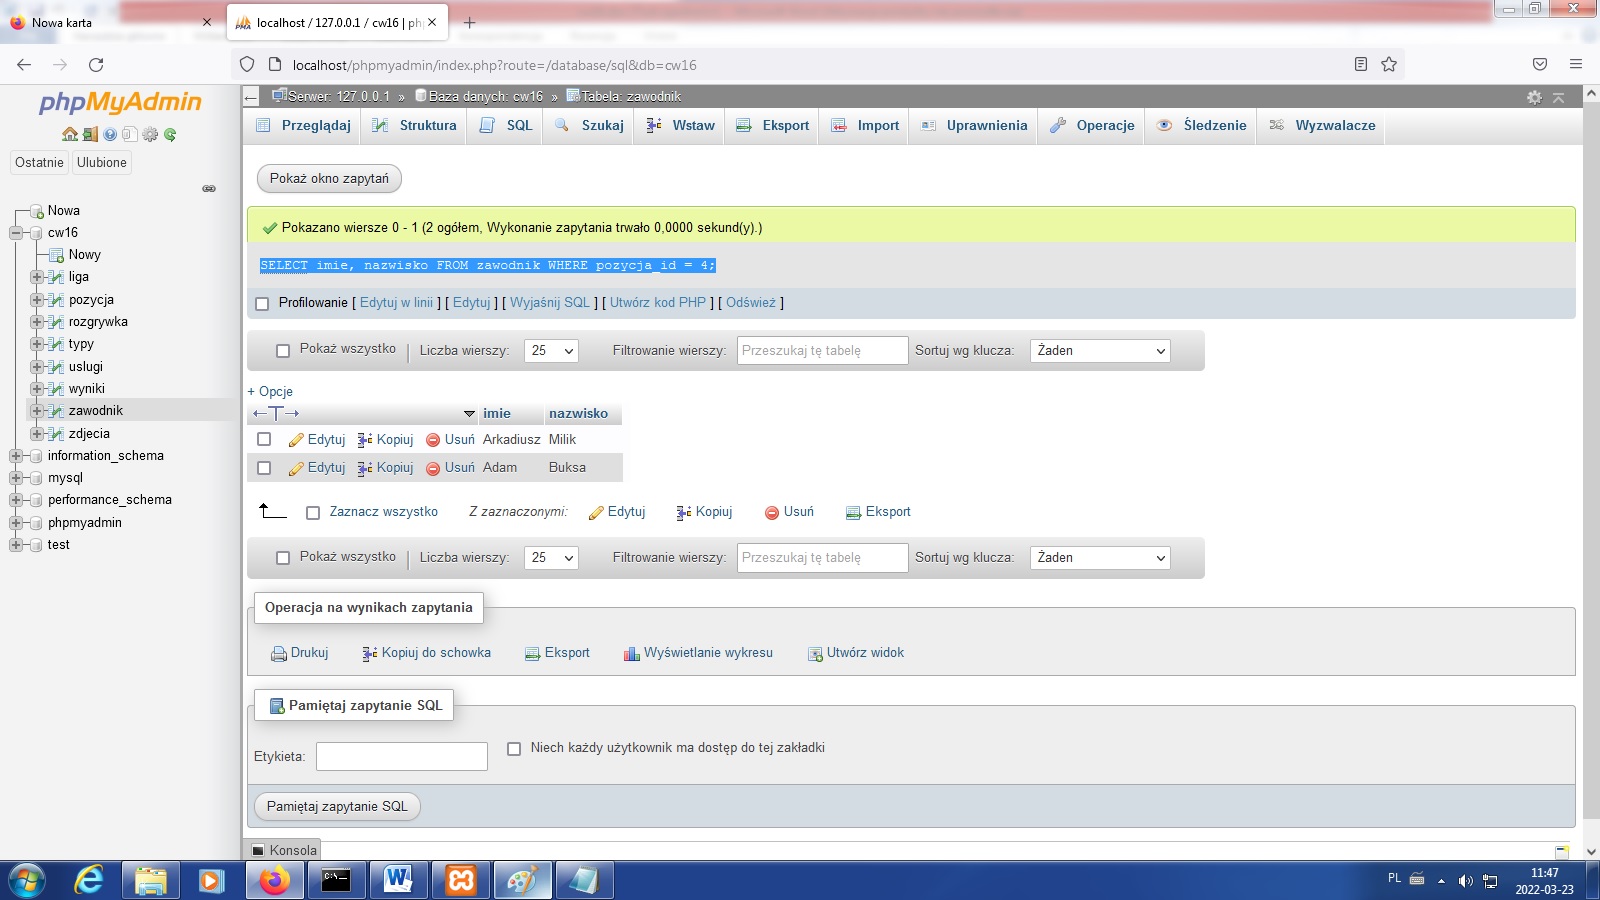 Nowa karta
localhost / 127.0.0.1 / cw16 | ph
localhost/phpmyadmin/index.php?route=/database/sql&db=cw16
phpMyAdmin
Ostatnie Ulubione
Nowa
cw16
Nowy
liga
pozycja
rozgrywka
typy
uslugi
wyniki
zawodnik
zdjecia
information_schema
mysql
performance_schema
phpmyadmin
test
Serwer: 127.0.0.1 » Baza danych: cw16 » Tabela: zawodnik
Przeglądaj Struktura SQL Szukaj Wstaw Eksport Import Uprawnienia Operacje Śledzenie Wyzwalacze
Pokaż okno zapytań
Pokazano wiersze 0 - 1 (2 ogółem, Wykonanie zapytania trwało 0,0000 sekund(y).)
SELECT imie, nazwisko FROM zawodnik WHERE pozycja_id = 4;
Profilowanie [ Edytuj w linii ] [ Edytuj ] [ Wyjaśnij SQL ] [ Utwórz kod PHP ] [ Odśwież ]
Pokaż wszystko | Liczba wierszy: 25 Filtrowanie wierszy: Przeszukaj tę tabelę Sortuj wg klucza: Żaden
+ Opcje
←T→ imie nazwisko
Edytuj Kopiuj Usuń Arkadiusz Milik
Edytuj Kopiuj Usuń Adam Buksa
Zaznacz wszystko Z zaznaczonymi: Edytuj Kopiuj Usuń Eksport
Pokaż wszystko | Liczba wierszy: 25 Filtrowanie wierszy: Przeszukaj tę tabelę Sortuj wg klucza: Żaden
Operacja na wynikach zapytania
Drukuj Kopiuj do schowka Eksport Wyświetlanie wykresu Utwórz widok
Pamiętaj zapytanie SQL
Etykieta: Niech każdy użytkownik ma dostęp do tej zakładki
Pamiętaj zapytanie SQL
Konsola
PL 11:47
2022-03-23